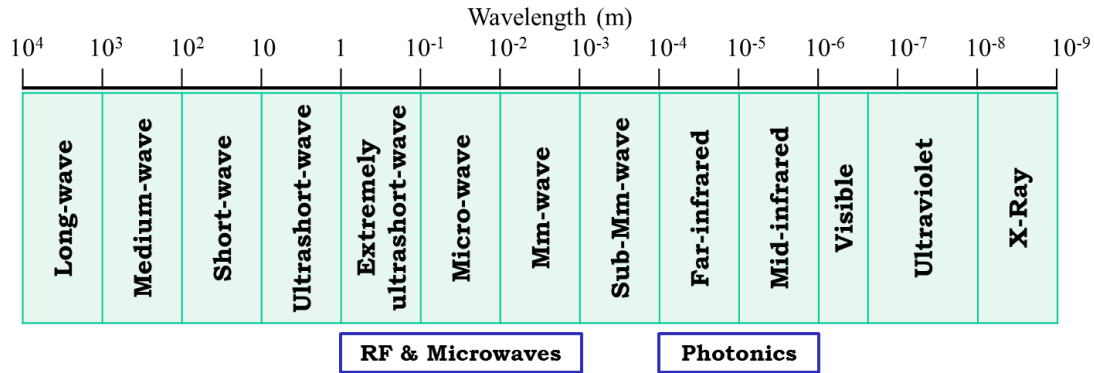 Wavelength (m)
10⁴ 10³ 10² 10 1 10⁻¹ 10⁻² 10⁻³ 10⁻⁴ 10⁻⁵ 10⁻⁶ 10⁻⁷ 10⁻⁸ 10⁻⁹
Long-wave
Medium-wave
Short-wave
Ultrashort-wave
Extremely
ultrashort-wave
Micro-wave
Mm-wave
Sub-Mm-wave
Far-infrared
Mid-infrared
Visible
Ultraviolet
X-Ray
RF & Microwaves
Photonics